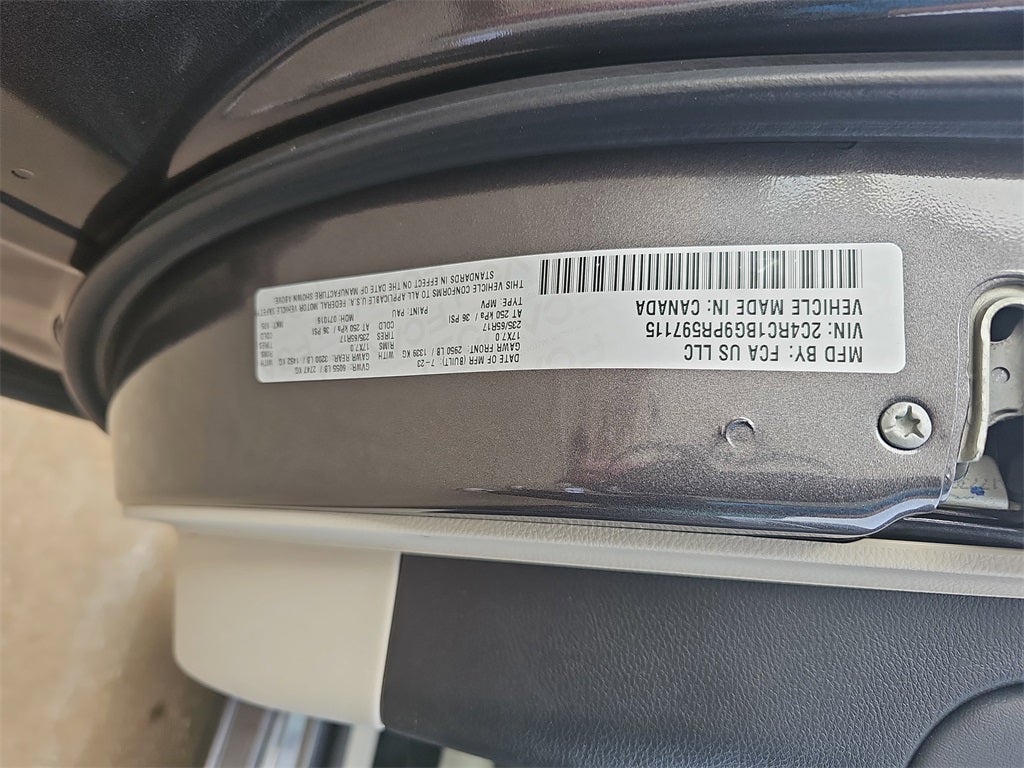 MFD BY: FCA US LLC
VIN: 2C4RC1BG9PR597115
VEHICLE MADE IN: CANADA
DATE OF MFR (BUILT): 7-23
GVWR: 6055 LB / 2747 KG
GAWR FRONT: 2950 LB / 1339 KG WITH
GAWR REAR: 3200 LB / 1452 KG WITH
17X7.0 RIMS
17X7.0 RIMS
235/65R17 TIRES
235/65R17 TIRES
AT 250 kPa / 36 PSI COLD
AT 250 kPa / 36 PSI COLD
TYPE: MPV
PAINT: PAU
MDH: 071016
THIS VEHICLE CONFORMS TO ALL APPLICABLE U.S.A. FEDERAL MOTOR VEHICLE SAFETY
STANDARDS IN EFFECT ON THE DATE OF MANUFACTURE SHOWN ABOVE.